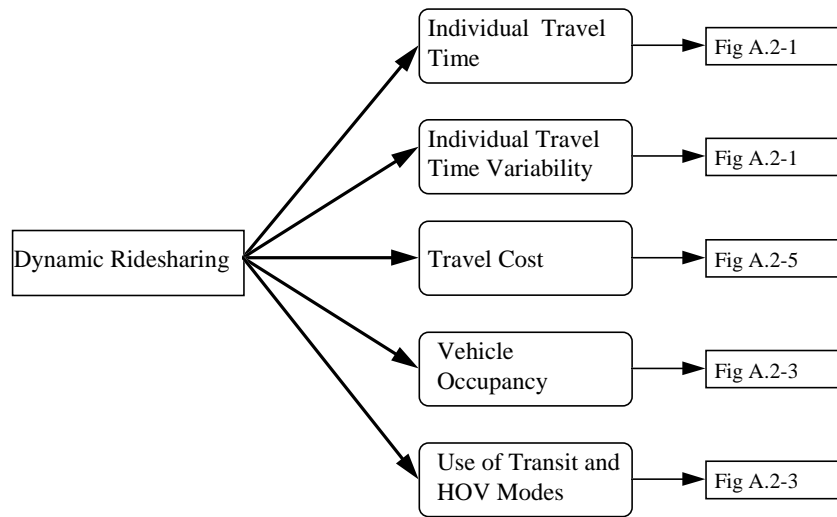 Individual Travel
Time
Fig A.2-1
Individual Travel
Time Variability
Fig A.2-1
Dynamic Ridesharing
Travel Cost
Fig A.2-5
Vehicle
Occupancy
Fig A.2-3
Use of Transit and
HOV Modes
Fig A.2-3